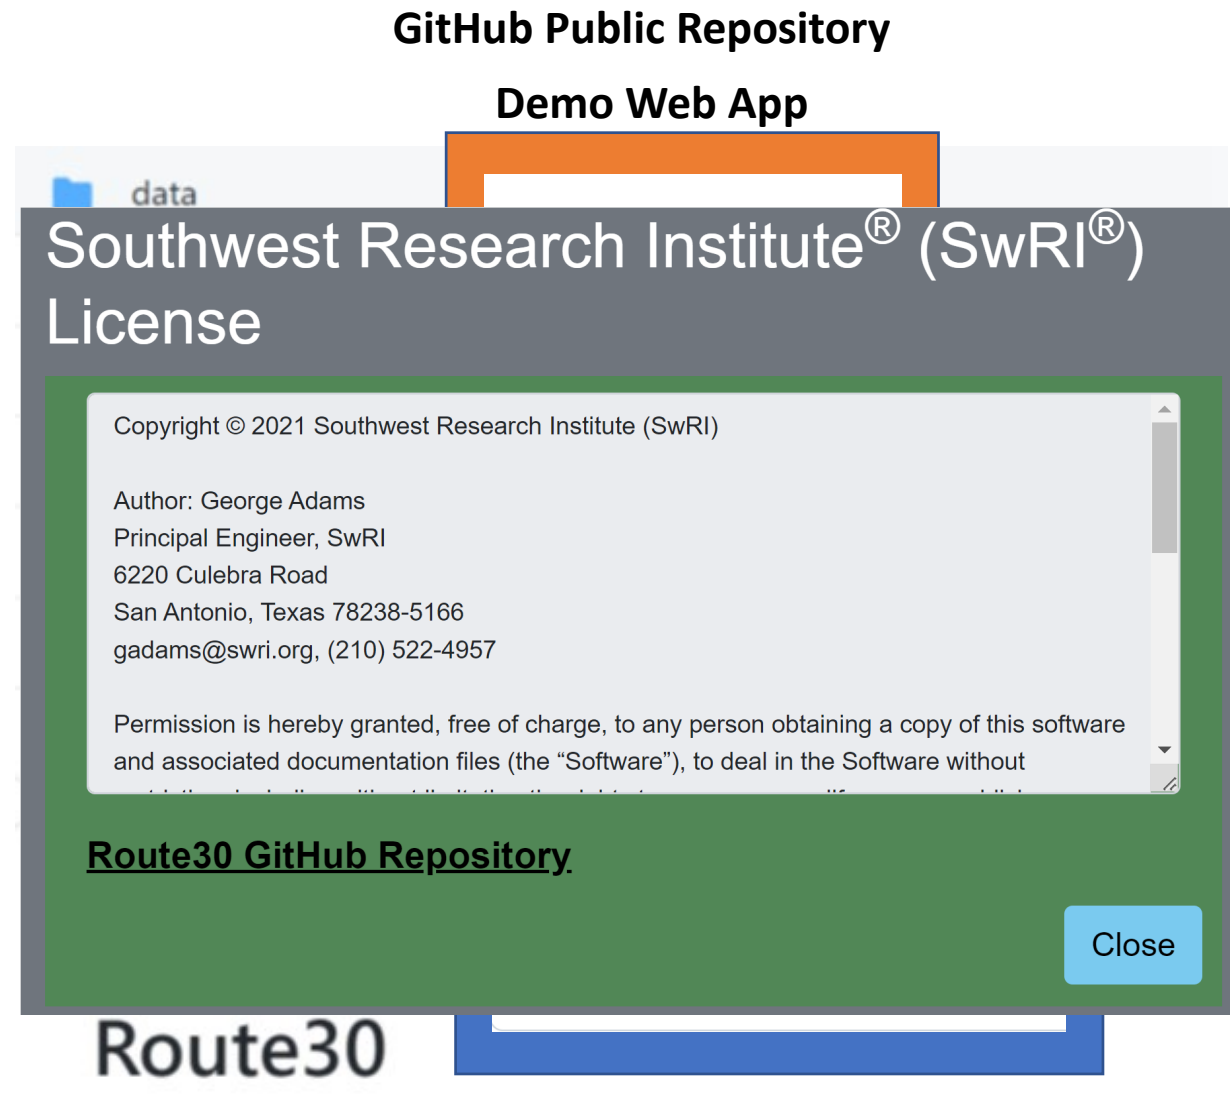 GitHub Public Repository
Demo Web App
data
Southwest Research Institute® (SwRI®)
License
Copyright © 2021 Southwest Research Institute (SwRI)
Author: George Adams
Principal Engineer, SwRI
6220 Culebra Road
San Antonio, Texas 78238-5166
gadams@swri.org, (210) 522-4957
Permission is hereby granted, free of charge, to any person obtaining a copy of this software
and associated documentation files (the “Software”), to deal in the Software without
Route30 GitHub Repository
Close
Route30